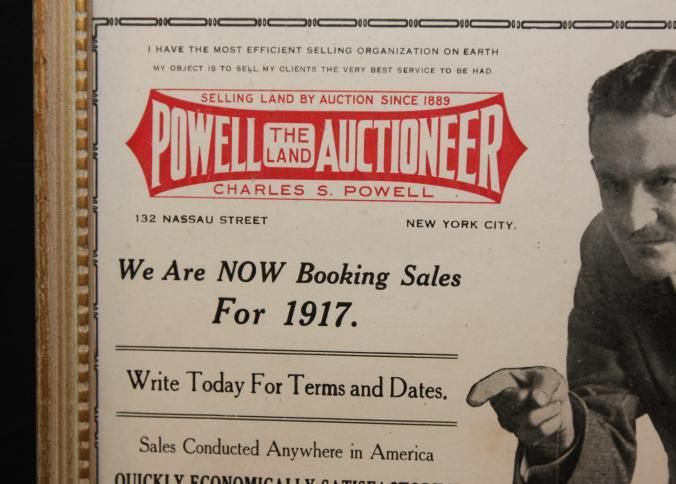 I HAVE THE MOST EFFICIENT SELLING ORGANIZATION ON EARTH
MY OBJECT IS TO SELL MY CLIENTS THE VERY BEST SERVICE TO BE HAD
SELLING LAND BY AUCTION SINCE 1889
POWELL THE LAND AUCTIONEER
CHARLES S. POWELL
132 NASSAU STREET NEW YORK CITY.
We Are NOW Booking Sales
For 1917.
Write Today For Terms and Dates.
Sales Conducted Anywhere in America
QUICKLY ECONOMICALLY